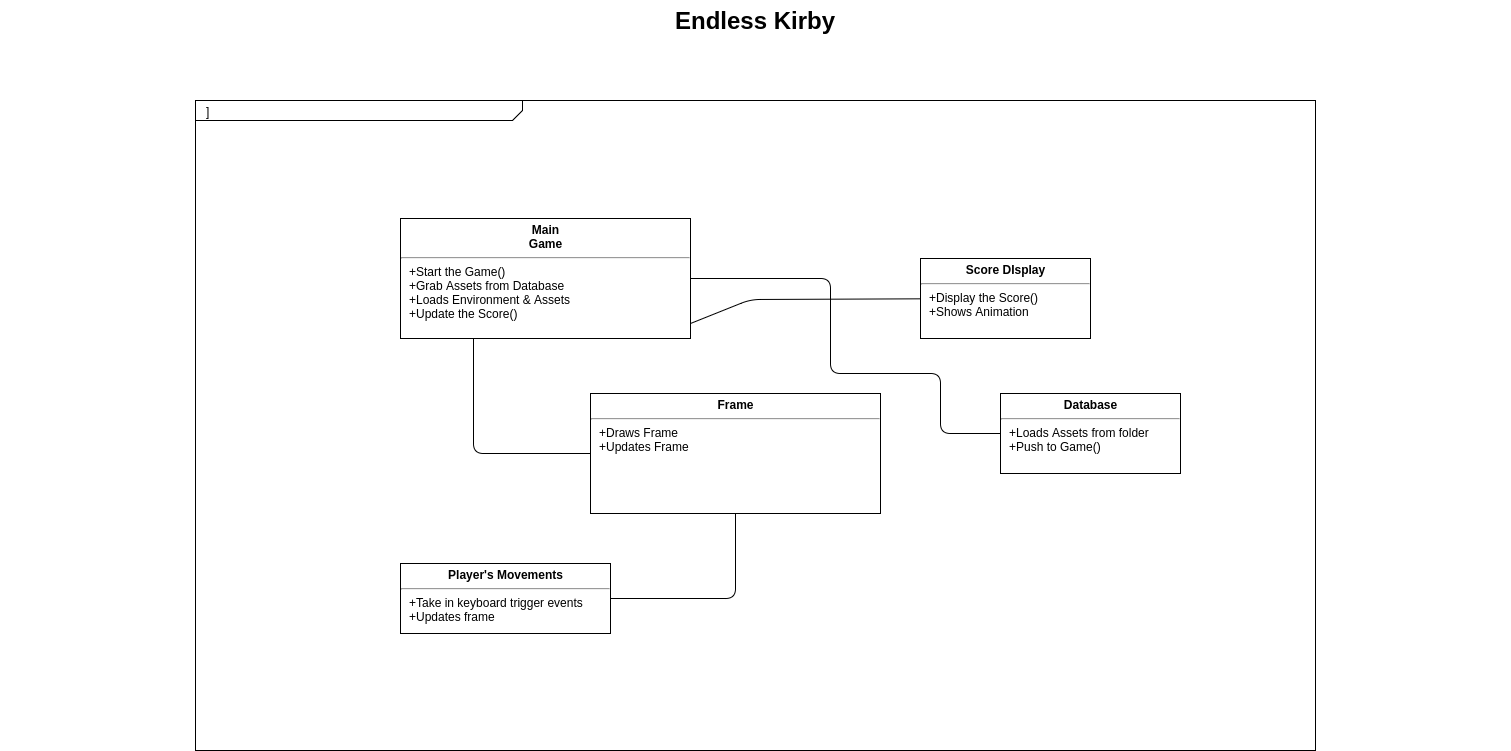 Endless Kirby
]
Main
Game
+Start the Game()
+Grab Assets from Database
+Loads Environment & Assets
+Update the Score()
Score DIsplay
+Display the Score()
+Shows Animation
Frame
+Draws Frame
+Updates Frame
Database
+Loads Assets from folder
+Push to Game()
Player's Movements
+Take in keyboard trigger events
+Updates frame